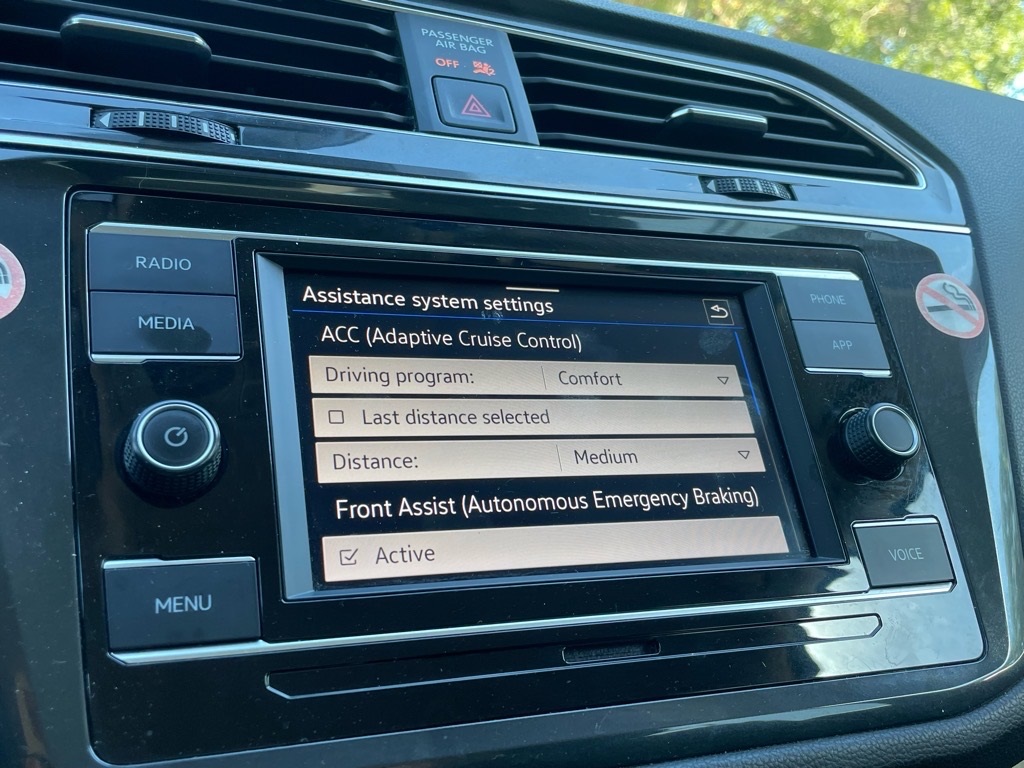 PASSENGER
AIR BAG
OFF
RADIO
MEDIA
PHONE
APP
Assistance system settings
ACC (Adaptive Cruise Control)
Driving program: Comfort
Last distance selected
Distance: Medium
Front Assist (Autonomous Emergency Braking)
Active
MENU
VOICE